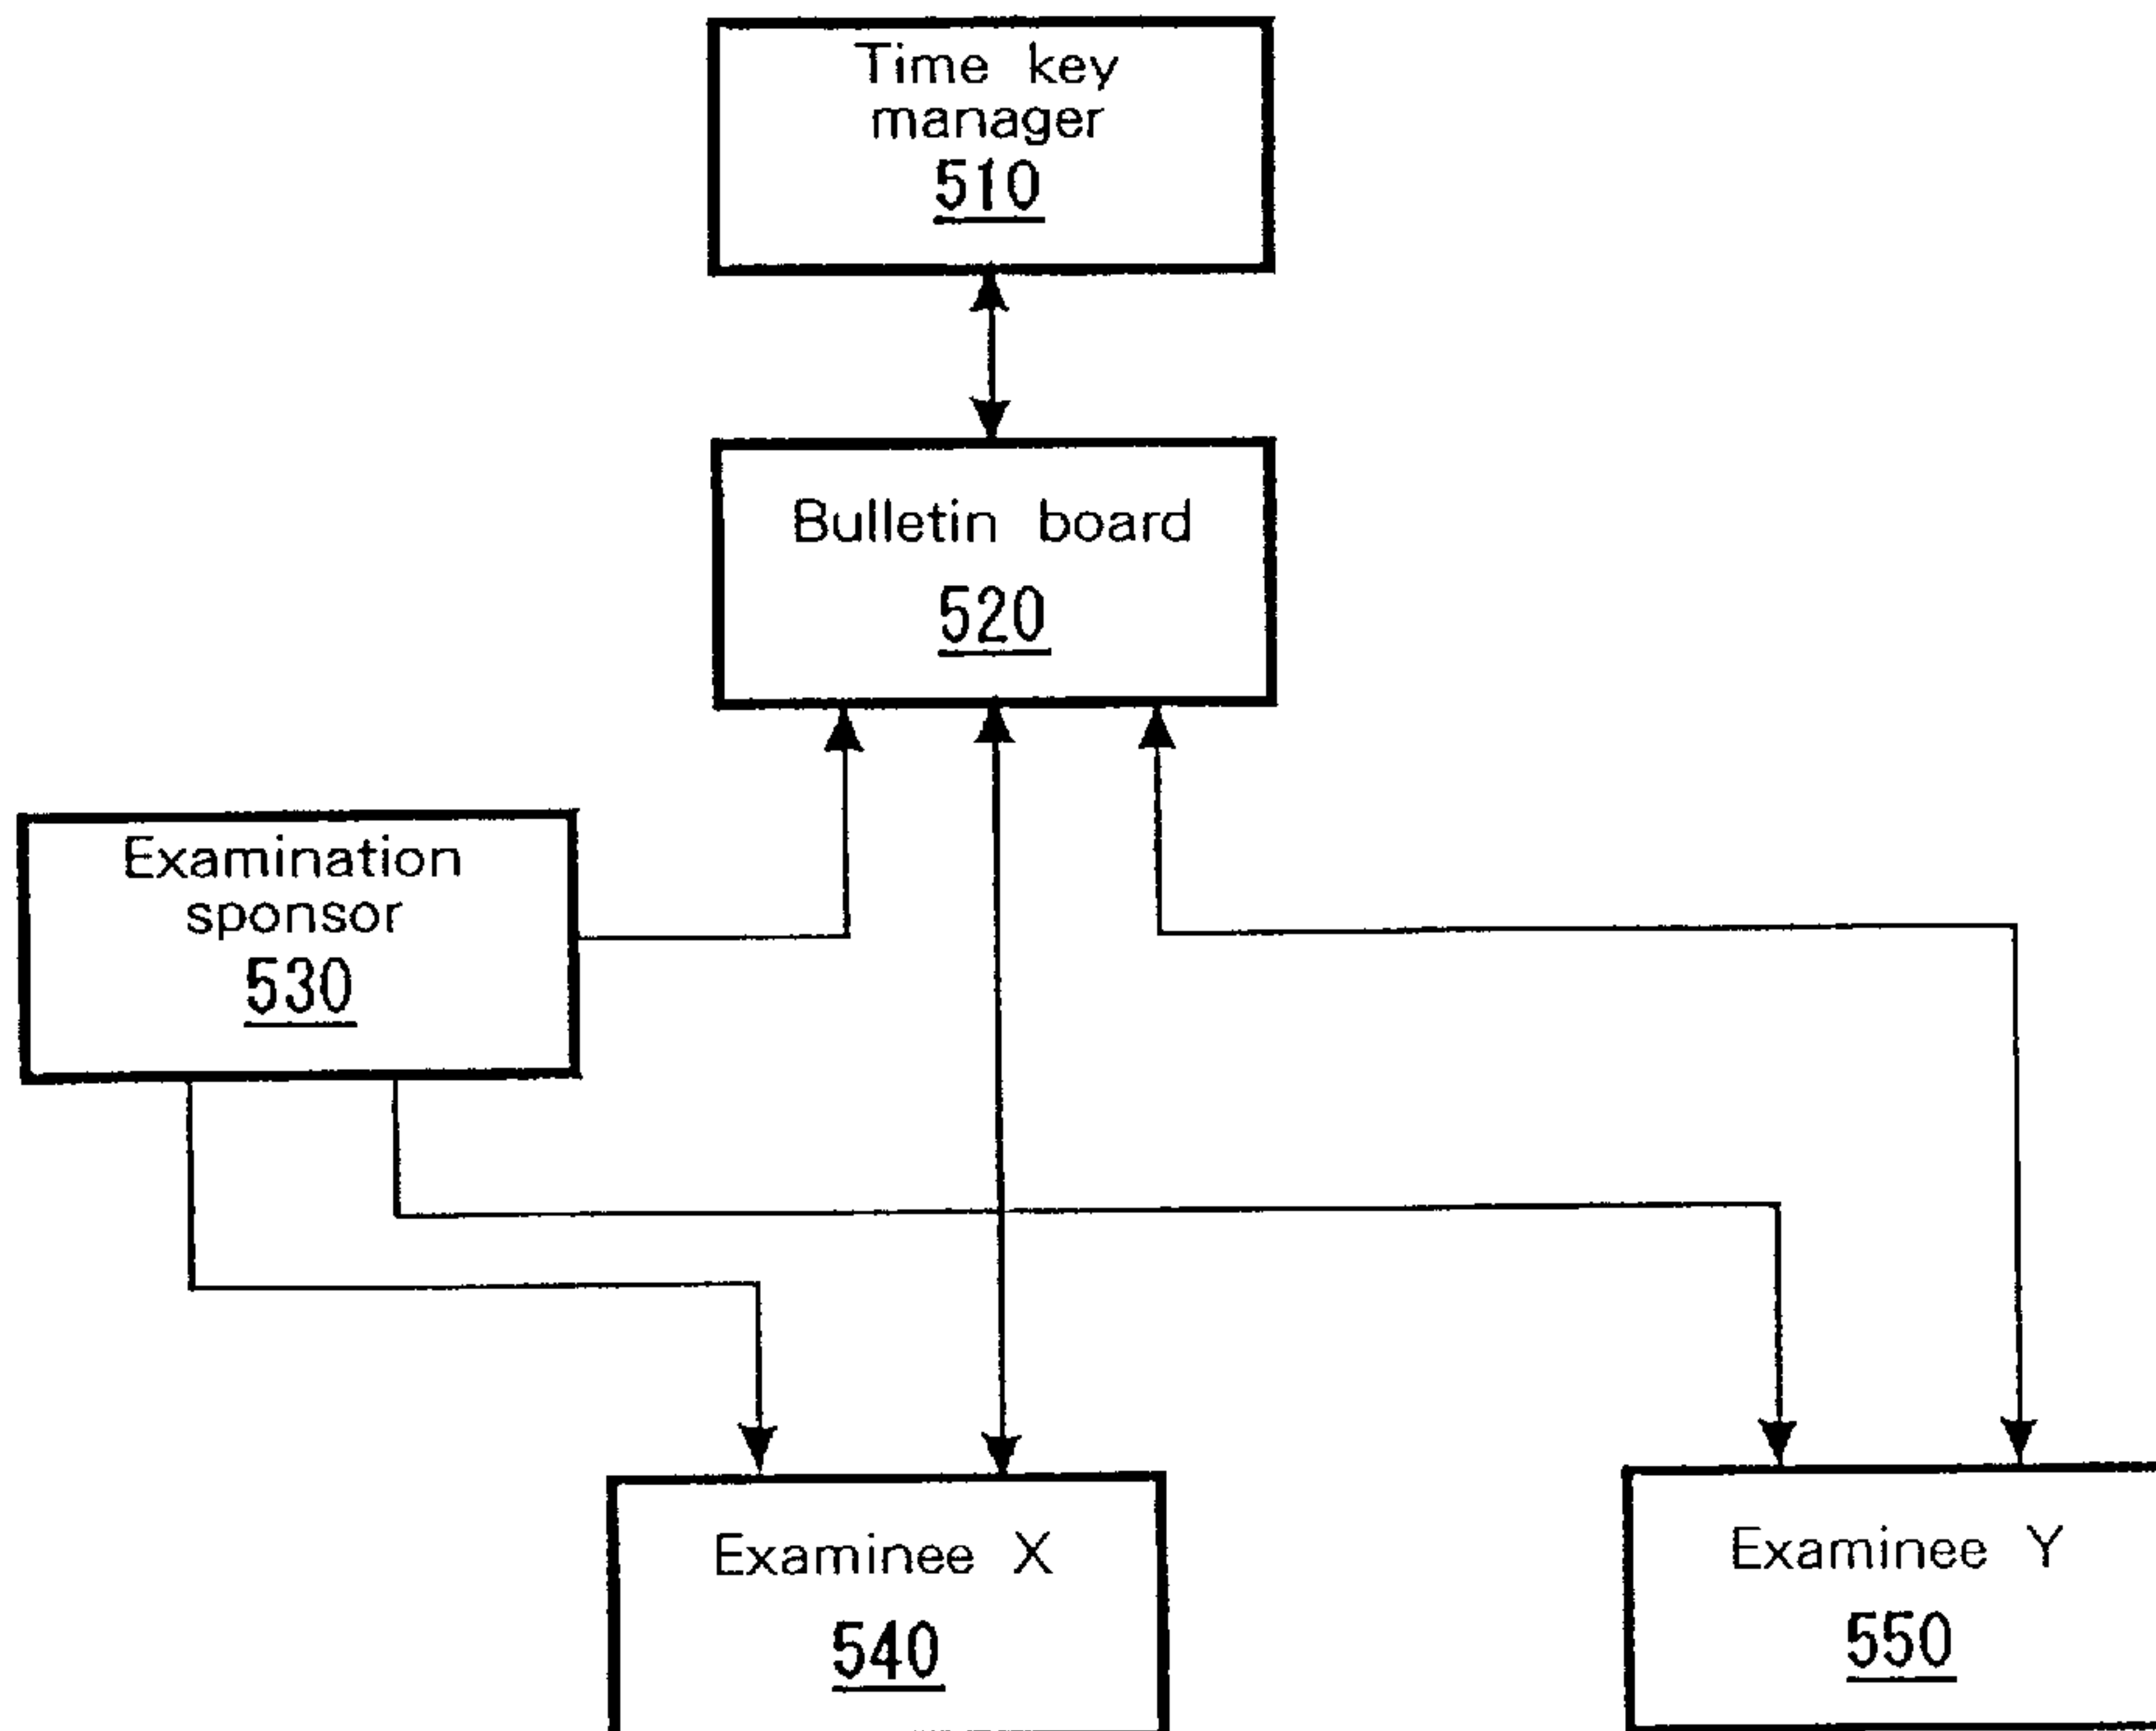 Time key
manager
510
Bulletin board
520
Examination
sponsor
530
Examinee X
540
Examinee Y
550